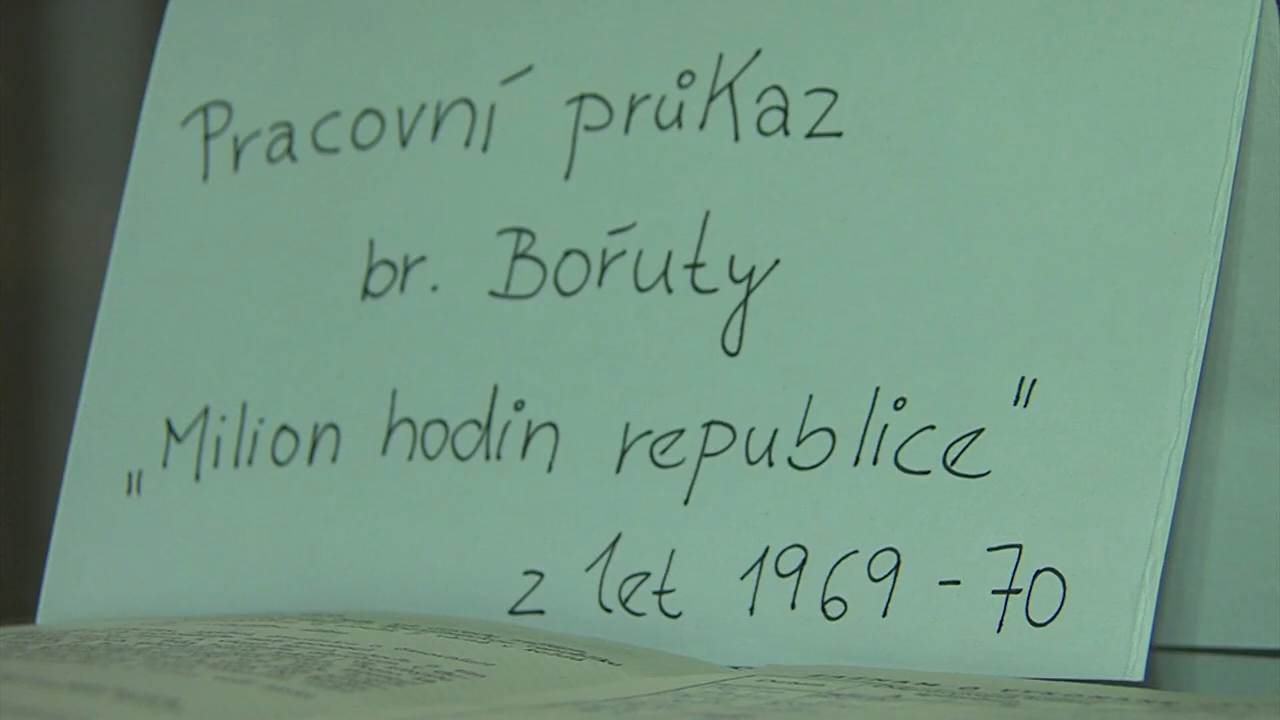 Pracovní průkaz
br. Bořuty
„Milion hodin republice"
z let 1969 - 70